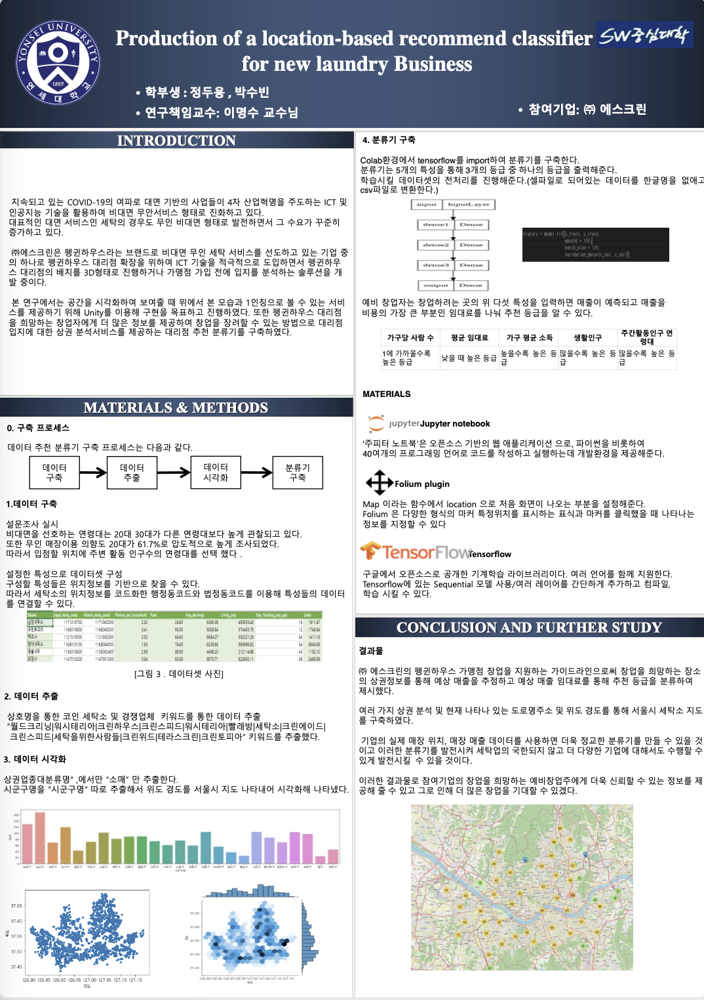 YONSEI UNIVERSITY
1885
연세대학교
Production of a location-based recommend classifier
for new laundry Business
SW중심대학
• 학부생 : 정두용 , 박수빈
• 연구책임교수: 이명수 교수님
• 참여기업: ㈜ 에스크린
INTRODUCTION
지속되고 있는 COVID-19의 여파로 대면 기반의 사업들이 4차 산업혁명을 주도하는 ICT 및
인공지능 기술을 활용하여 비대면 무안서비스 형태로 진화하고 있다.
대표적인 대면 서비스인 세탁의 경우도 무인 비대면 형태로 발전하면서 그 수요가 꾸준히
증가하고 있다.
㈜에스크린은 펭귄하우스라는 브랜드로 비대면 무인 세탁 서비스를 선도하고 있는 기업 중
의 하나로 펭귄하우스 대리점 확장을 위하여 ICT 기술을 적극적으로 도입하면서 펭귄하우
스 대리점의 배치를 3D형태로 진행하거나 가맹점 가입 전에 입지를 분석하는 솔루션을 개
발 중이다.
본 연구에서는 공간을 시각화하여 보여줄 때 위에서 본 모습과 1인칭으로 볼 수 있는 서비
스를 제공하기 위해 Unity를 이용해 구현을 목표하고 진행하였다. 또한 펭귄하우스 대리점
을 희망하는 창업자에게 더 많은 정보를 제공하여 창업을 장려할 수 있는 방법으로 대리점
입지에 대한 상권 분석서비스를 제공하는 대리점 추천 분류기를 구축하였다.
MATERIALS & METHODS
0. 구축 프로세스
데이터 추천 분류기 구축 프로세스는 다음과 같다.
데이터 구축
데이터 추출
데이터 시각화
분류기 구축
1.데이터 구축
설문조사 실시
비대면을 선호하는 연령대는 20대 30대가 다른 연령대보다 높게 관찰되고 있다.
또한 무인 매장이용 의향도 20대가 61.7%로 압도적으로 높게 조사되었다.
따라서 입점할 위치에 주변 활동 인구수의 연령대를 선택 했다 .
설정한 특성으로 데이터셋 구성
구성할 특성들은 위치정보를 기반으로 찾을 수 있다.
따라서 세탁소의 위치정보를 코드화한 행정동코드와 법정동코드를 이용해 특성들의 데이터
를 연결할 수 있다.
Name Legal_dong_code Admin_dong_cond Person_per_household Rent Avg_earnings Living_pop Day_floating_pop_age Sales
[그림 3 . 데이터셋 사진]
2. 데이터 추출
상호명을 통한 코인 세탁소 및 경쟁업체 키워드를 통한 데이터 추출
"월드크리닝|워시테리아|크린하우스|크린스피드|워시테리아|빨래방|세탁소|크린에이드|
크린스피드|세탁을위한사람들|크린위드|테라스크린|크린토피아" 키워드를 추출했다.
3. 데이터 시각화
상권업종대분류명" ,에서만 "소매" 만 추출한다.
시군구명을 "시군구명" 따로 추출해서 위도 경도를 서울시 지도 나타내어 시각화해 나타냈다.
37.65
37.60
37.55
37.50
37.45
126.80 126.85 126.90 126.95 127.00 127.05 127.10 127.15
경도
4. 분류기 구축
Colab환경에서 tensorflow를 import하여 분류기를 구축한다.
분류기는 5개의 특성을 통해 3개의 등급 중 하나의 등급을 출력해준다.
학습시킬 데이터셋의 전처리를 진행해준다.(셀파일로 되어있는 데이터를 한글명을 없애고
csv파일로 변환한다.)
input InputLayer
dense1 Dense
dense2 Dense
dense3 Dense
output Dense
history = model.fit(x_train, y_train,
epochs = 100,
batch_size = 128,
validation_data=(x_val, y_val))
예비 창업자는 창업하려는 곳의 위 다섯 특성을 입력하면 매출이 예측되고 매출을
비용의 가장 큰 부분인 임대료를 나눠 추천 등급을 알 수 있다.
가구당 사람 수 평균 임대료 가구 평균 소득 생활인구 주간활동인구 연령대
1에 가까울수록 높은 등급 낮을 때 높은 등급 높을수록 높은 등급 많을수록 높은 등급 많을수록 높은 등급
MATERIALS
jupyter Jupyter notebook
'주피터 노트북'은 오픈소스 기반의 웹 애플리케이션 으로, 파이썬을 비롯하여
40여개의 프로그래밍 언어로 코드를 작성하고 실행하는데 개발환경을 제공해준다.
Folium plugin
Map 이라는 함수에서 location 으로 처음 화면이 나오는 부분을 설정해준다.
Folium 은 다양한 형식의 마커 특정위치를 표시하는 표식과 마커를 클릭했을 때 나타나는
정보를 지정할 수 있다
TensorFlow Tensorflow
구글에서 오픈소스로 공개한 기계학습 라이브러리이다. 여러 언어를 함께 지원한다.
Tensorflow에 있는 Sequential 모델 사용/여러 레이어를 간단하게 추가하고 컴파일,
학습 시킬 수 있다.
CONCLUSION AND FURTHER STUDY
결과물
㈜ 에스크린의 펭귄하우스 가맹점 창업을 지원하는 가이드라인으로써 창업을 희망하는 장소
의 상권정보를 통해 예상 매출을 추정하고 예상 매출 임대료를 통해 추천 등급을 분류하여
제시했다.
여러 가지 상권 분석 및 현재 나타나 있는 도로명주소 및 위도 경도를 통해 서울시 세탁소 지도
를 구축하였다.
기업의 실제 매장 위치, 매장 매출 데이터를 사용하면 더욱 정교한 분류기를 만들 수 있을 것
이고 이러한 분류기를 발전시켜 세탁업의 국한되지 않고 더 다양한 기업에 대해서도 수행할 수
있게 발전시킬 수 있을 것이다.
이러한 결과물로 참여기업의 창업을 희망하는 예비창업주에게 더욱 신뢰할 수 있는 정보를 제
공해 줄 수 있고 그로 인해 더 많은 창업을 기대할 수 있겠다.